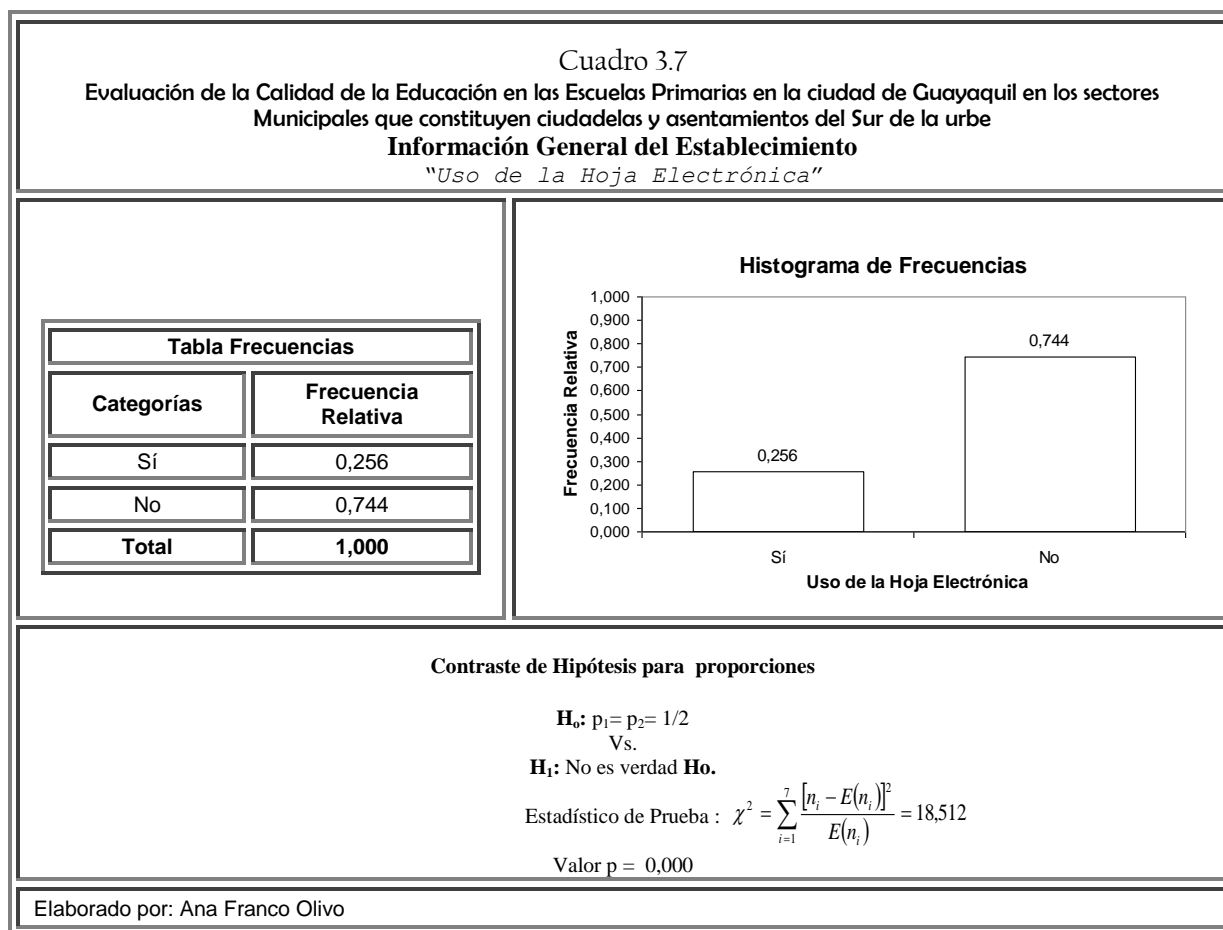 Cuadro 3.7
Evaluación de la Calidad de la Educación en las Escuelas Primarias en la ciudad de Guayaquil en los sectores
Municipales que constituyen ciudadelas y asentamientos del Sur de la urbe
Información General del Establecimiento
"Uso de la Hoja Electrónica"
Tabla Frecuencias
Categorías Frecuencia Relativa
Sí 0,256
No 0,744
Total 1,000
Histograma de Frecuencias
Frecuencia Relativa
1,000
0,900
0,800
0,700
0,600
0,500
0,400
0,300
0,200
0,100
0,000
0,256
0,744
Sí No
Uso de la Hoja Electrónica
Contraste de Hipótesis para proporciones
Hₒ: p₁= p₂= 1/2
Vs.
H₁: No es verdad Ho.
Estadístico de Prueba : χ² = ∑ᵢ₌₁⁷ [nᵢ − E(nᵢ)]² / E(nᵢ) = 18,512
Valor p = 0,000
Elaborado por: Ana Franco Olivo